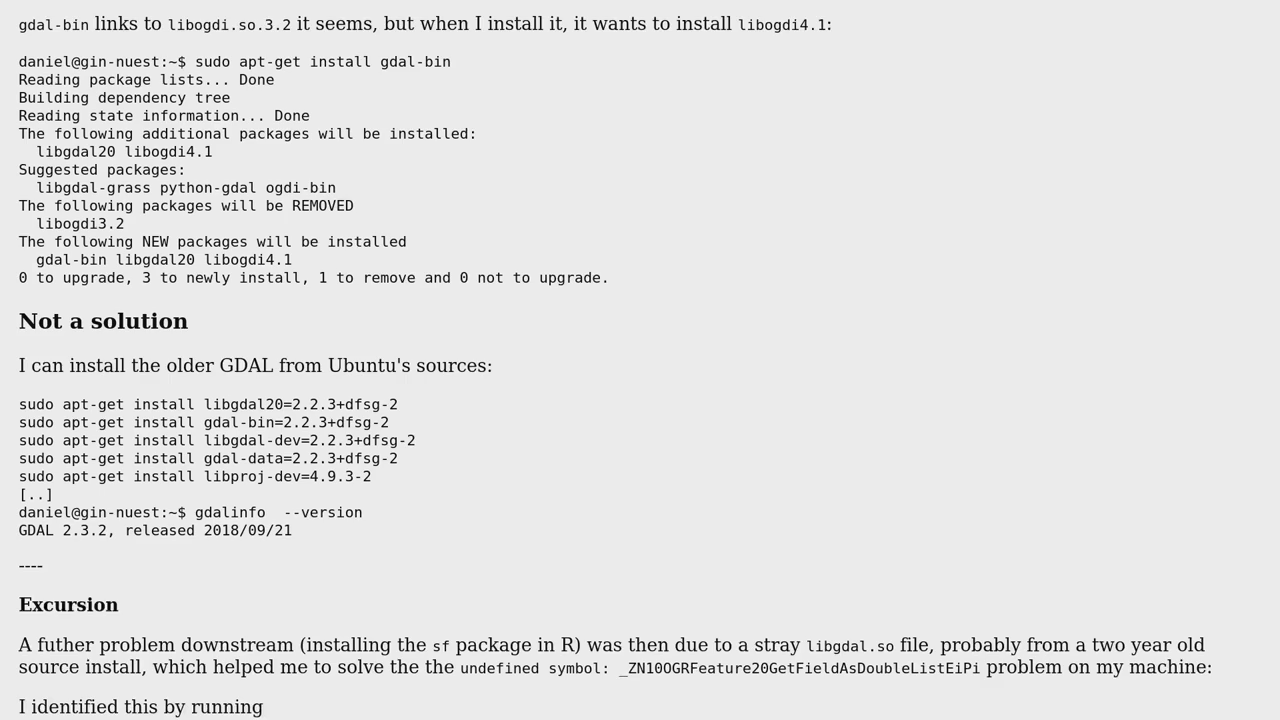 gdal-bin links to libogdi.so.3.2 it seems, but when I install it, it wants to install libogdi4.1:
daniel@gin-nuest:~$ sudo apt-get install gdal-bin
Reading package lists... Done
Building dependency tree
Reading state information... Done
The following additional packages will be installed:
  libgdal20 libogdi4.1
Suggested packages:
  libgdal-grass python-gdal ogdi-bin
The following packages will be REMOVED
  libogdi3.2
The following NEW packages will be installed
  gdal-bin libgdal20 libogdi4.1
0 to upgrade, 3 to newly install, 1 to remove and 0 not to upgrade.
Not a solution
I can install the older GDAL from Ubuntu's sources:
sudo apt-get install libgdal20=2.2.3+dfsg-2
sudo apt-get install gdal-bin=2.2.3+dfsg-2
sudo apt-get install libgdal-dev=2.2.3+dfsg-2
sudo apt-get install gdal-data=2.2.3+dfsg-2
sudo apt-get install libproj-dev=4.9.3-2
[..]
daniel@gin-nuest:~$ gdalinfo  --version
GDAL 2.3.2, released 2018/09/21
----
Excursion
A futher problem downstream (installing the sf package in R) was then due to a stray libgdal.so file, probably from a two year old
source install, which helped me to solve the the undefined symbol: _ZN10OGRFeature20GetFieldAsDoubleListEiPi problem on my machine:
I identified this by running